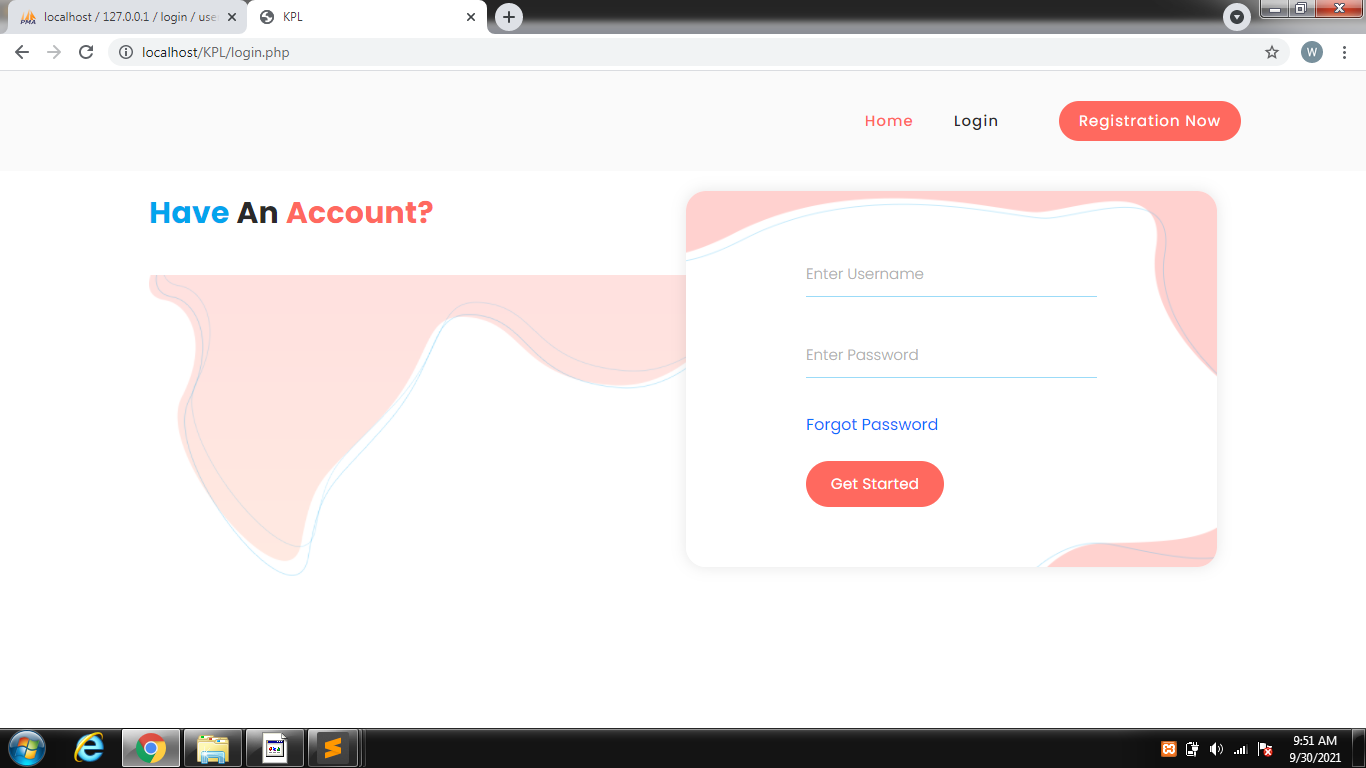 localhost / 127.0.0.1 / login / use
KPL
localhost/KPL/login.php
W
Home
Login
Registration Now
Have An Account?
Enter Username
Enter Password
Forgot Password
Get Started
9:51 AM
9/30/2021